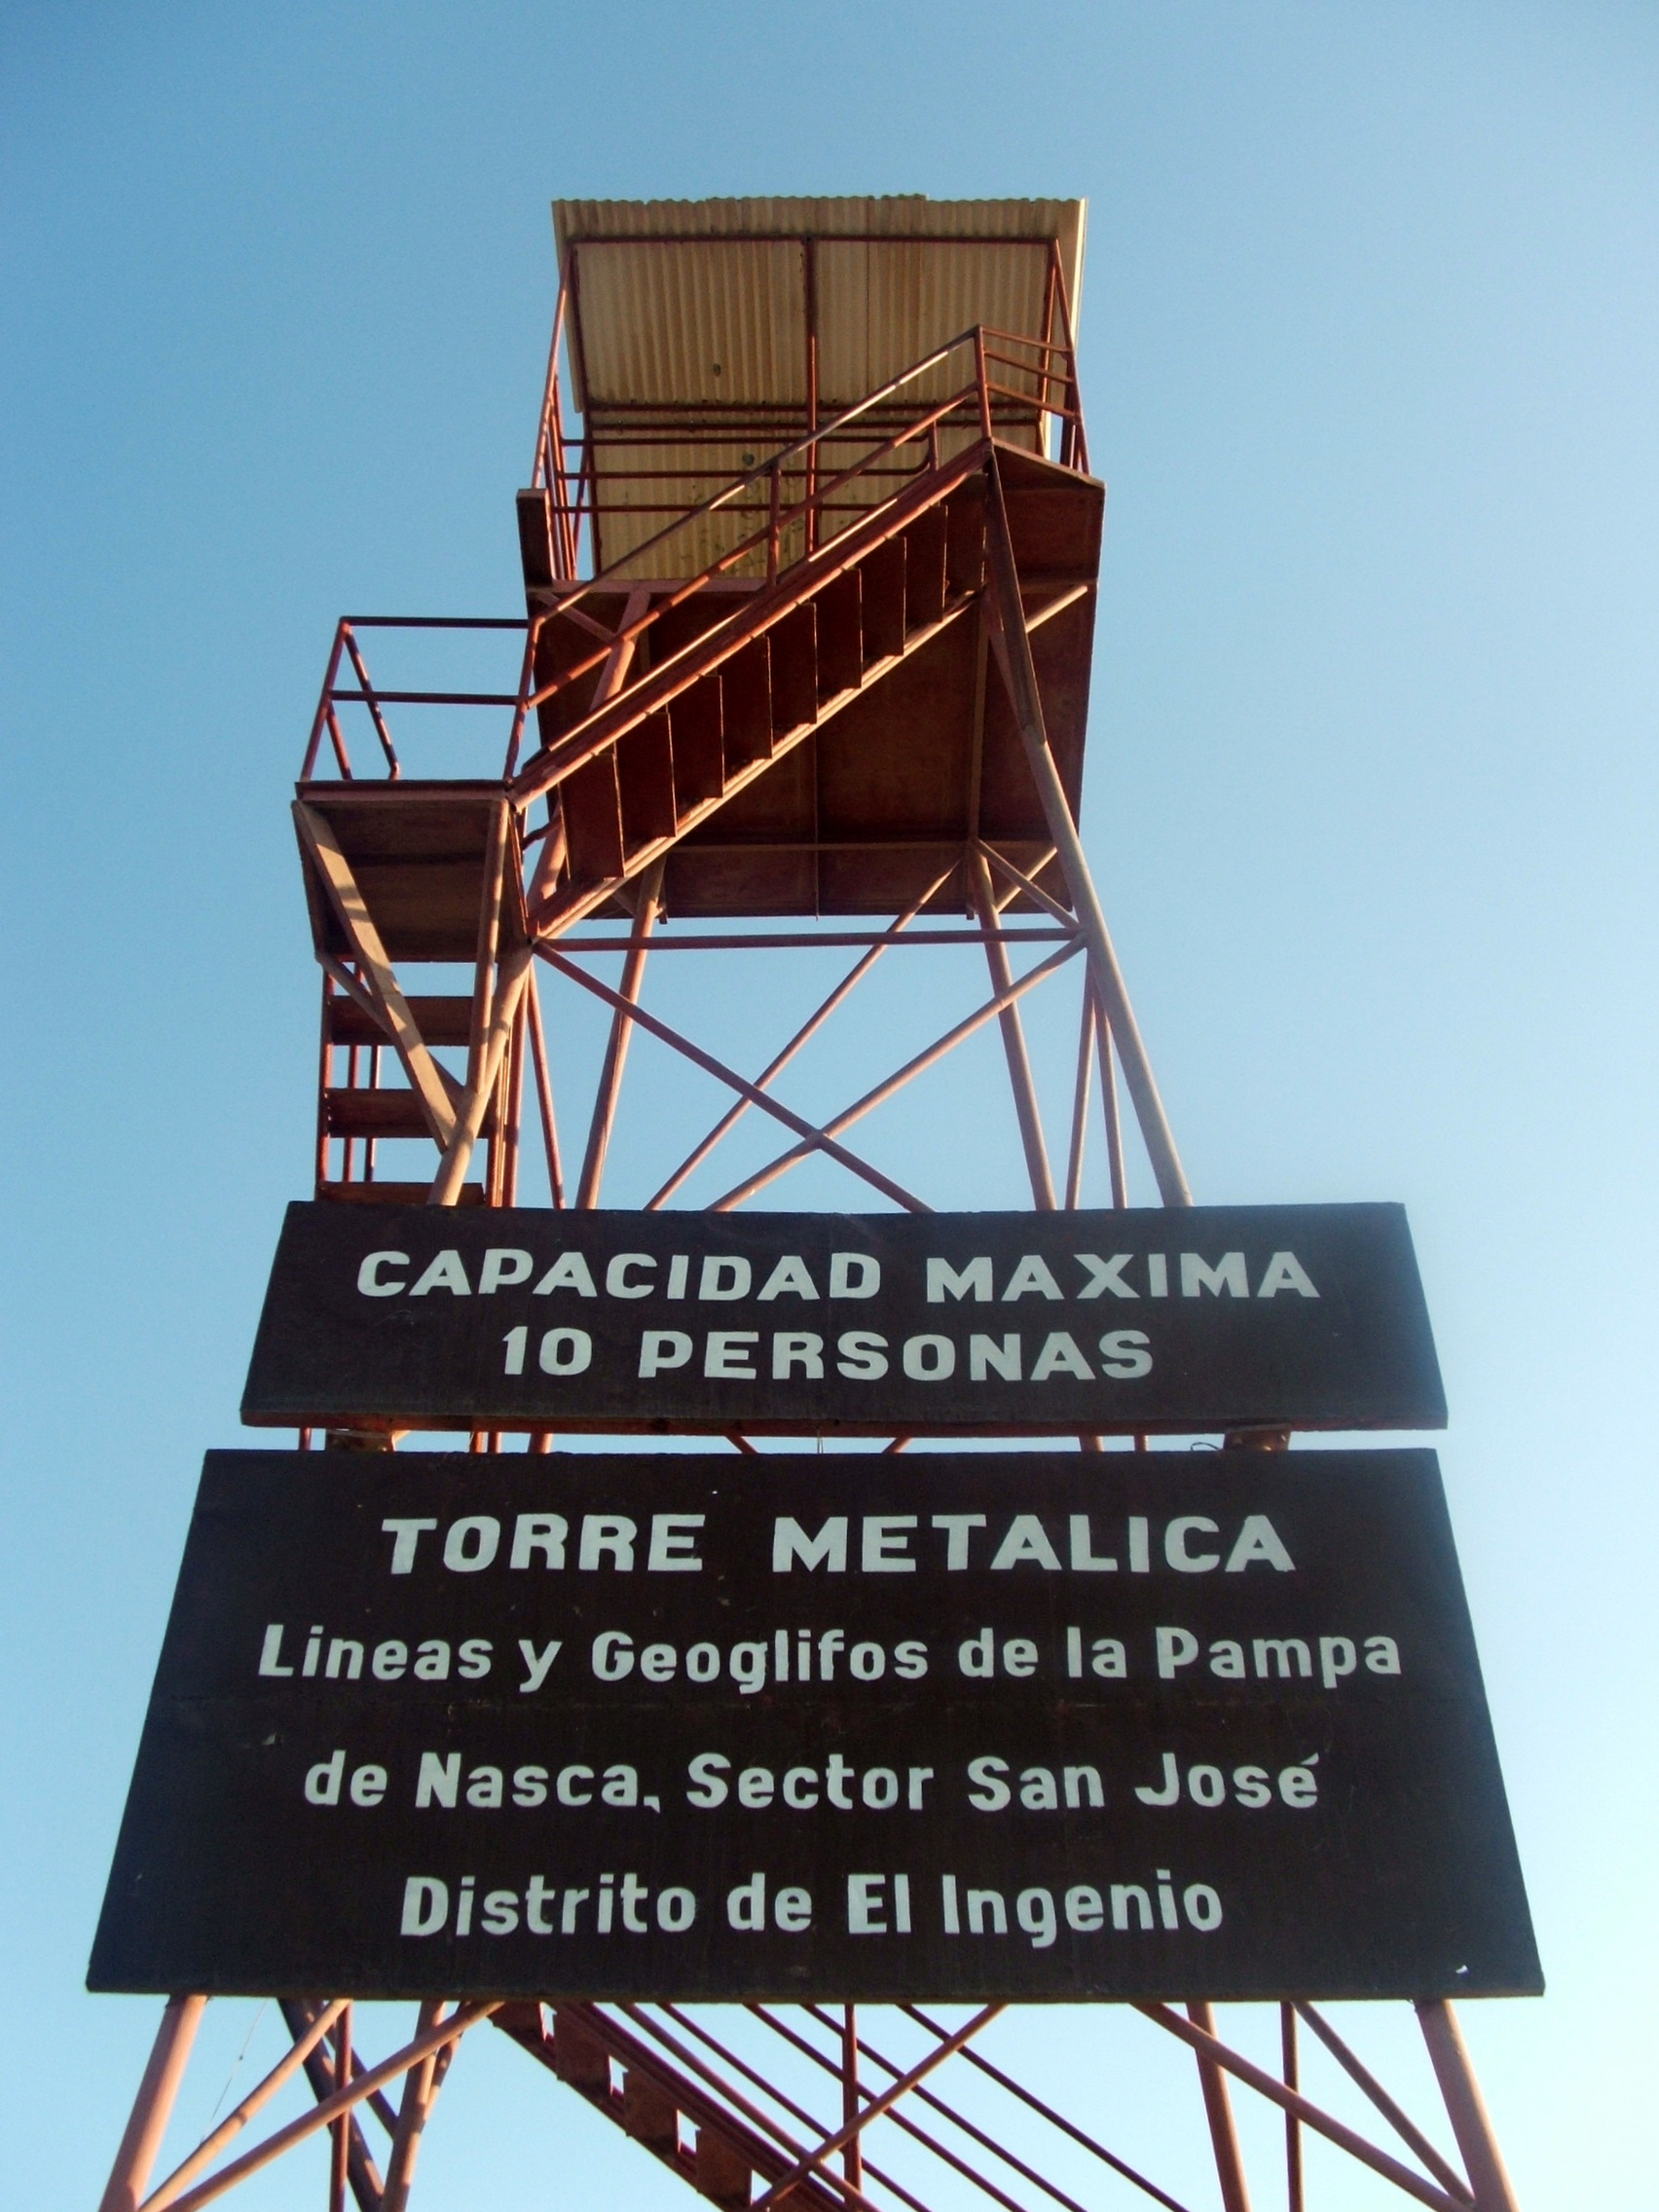 CAPACIDAD MAXIMA
10 PERSONAS
TORRE METALICA
Lineas y Geoglifos de la Pampa
de Nasca, Sector San José
Distrito de El Ingenio